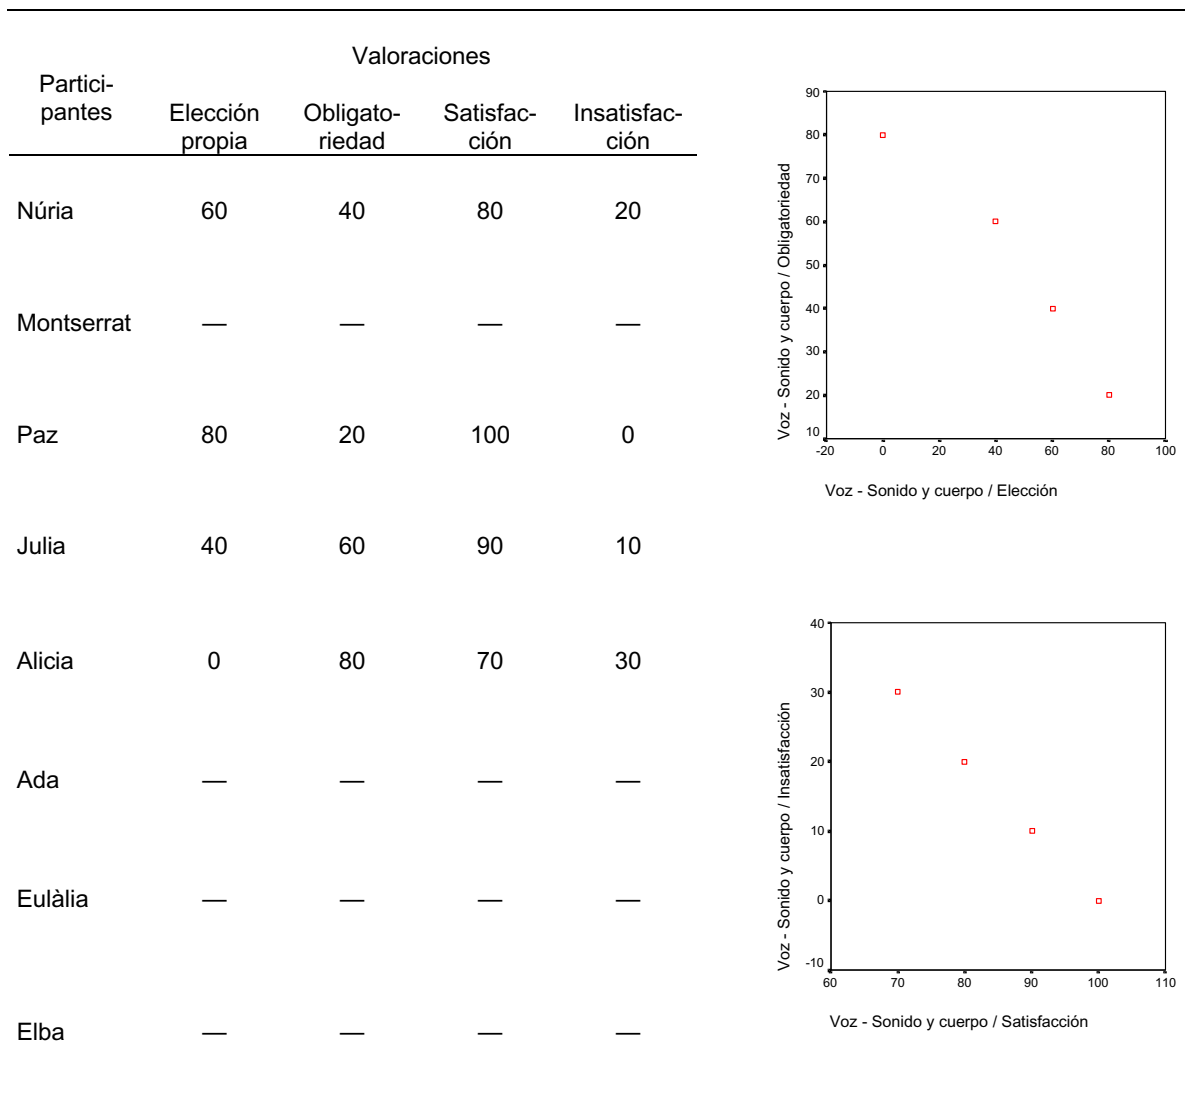 Valoraciones
Partici-
pantes
Elección
propia
Obligato-
riedad
Satisfac-
ción
Insatisfac-
ción
Núria 60 40 80 20
Montserrat — — — —
Paz 80 20 100 0
Julia 40 60 90 10
Alicia 0 80 70 30
Ada — — — —
Eulàlia — — — —
Elba — — — —
Voz - Sonido y cuerpo / Obligatoriedad
90
80
70
60
50
40
30
20
10
-20 0 20 40 60 80 100
Voz - Sonido y cuerpo / Elección
Voz - Sonido y cuerpo / Insatisfacción
40
30
20
10
0
-10
60 70 80 90 100 110
Voz - Sonido y cuerpo / Satisfacción